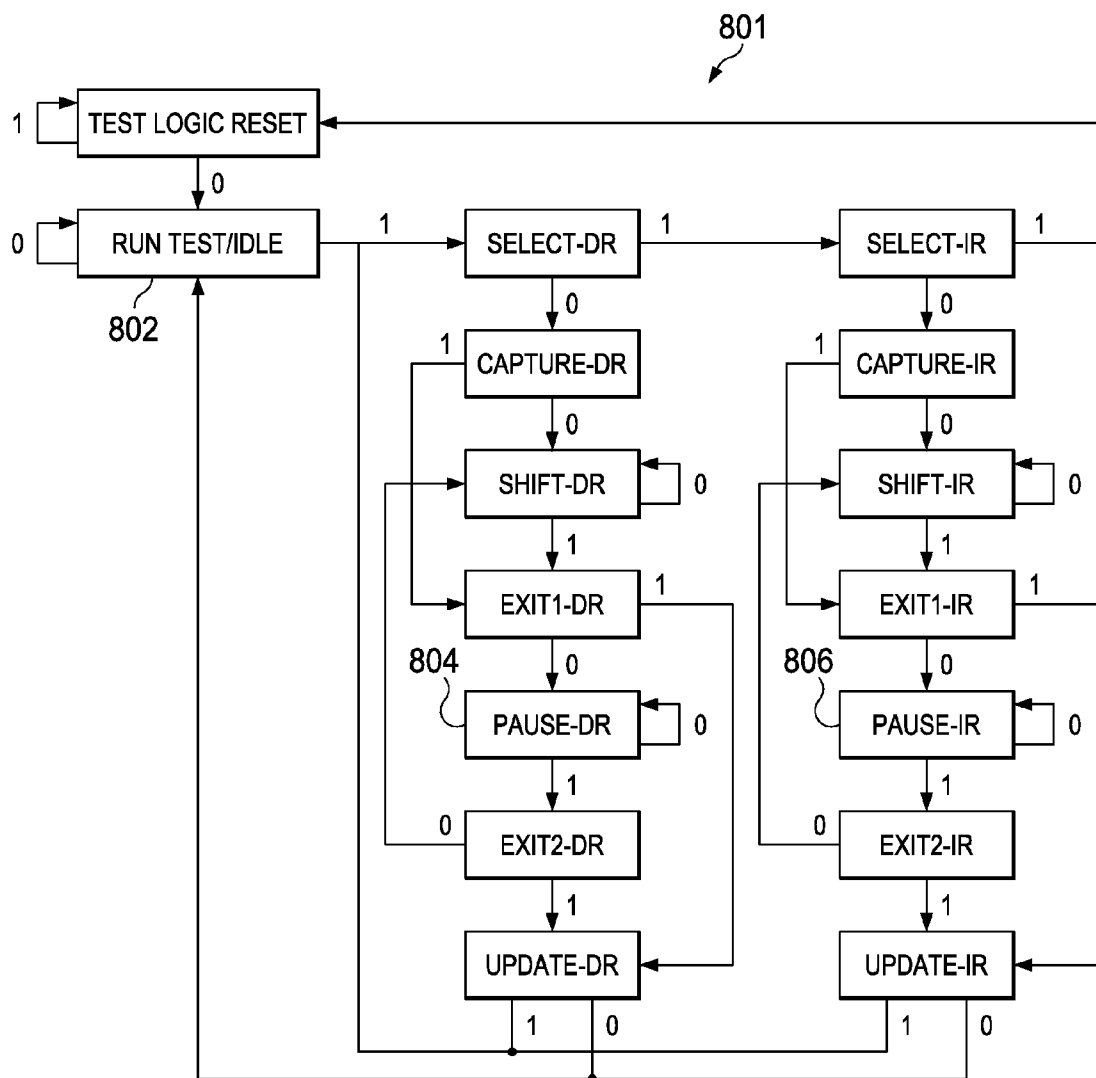 801
1
TEST LOGIC RESET
0
0
RUN TEST/IDLE
1
SELECT-DR
1
SELECT-IR
1
802
0
0
1
CAPTURE-DR
1
CAPTURE-IR
0
0
SHIFT-DR
0
SHIFT-IR
0
1
1
EXIT1-DR
1
EXIT1-IR
1
804
0
806
0
PAUSE-DR
0
PAUSE-IR
0
1
1
0
EXIT2-DR
0
EXIT2-IR
1
1
UPDATE-DR
UPDATE-IR
1
0
1
0